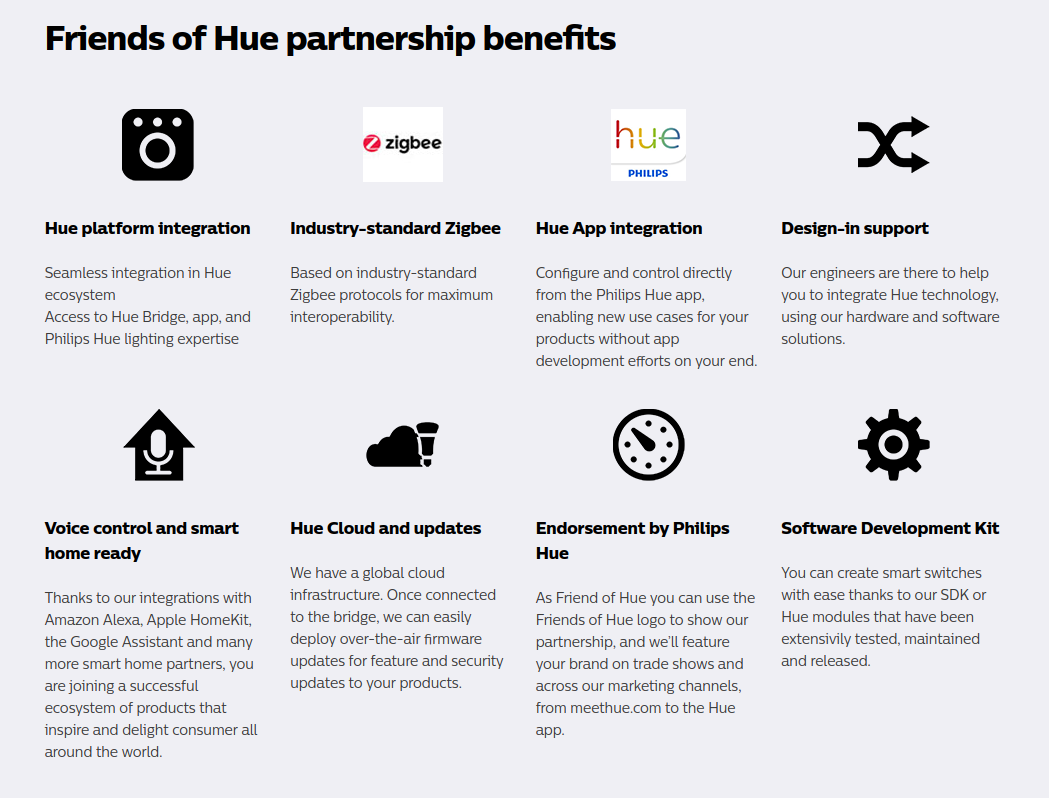 Friends of Hue partnership benefits
zigbee
hue
PHILIPS
Hue platform integration
Seamless integration in Hue
ecosystem
Access to Hue Bridge, app, and
Philips Hue lighting expertise
Industry-standard Zigbee
Based on industry-standard
Zigbee protocols for maximum
interoperability.
Hue App integration
Configure and control directly
from the Philips Hue app,
enabling new use cases for your
products without app
development efforts on your end.
Design-in support
Our engineers are there to help
you to integrate Hue technology,
using our hardware and software
solutions.
Voice control and smart
home ready
Thanks to our integrations with
Amazon Alexa, Apple HomeKit,
the Google Assistant and many
more smart home partners, you
are joining a successful
ecosystem of products that
inspire and delight consumer all
around the world.
Hue Cloud and updates
We have a global cloud
infrastructure. Once connected
to the bridge, we can easily
deploy over-the-air firmware
updates for feature and security
updates to your products.
Endorsement by Philips
Hue
As Friend of Hue you can use the
Friends of Hue logo to show our
partnership, and we'll feature
your brand on trade shows and
across our marketing channels,
from meethue.com to the Hue
app.
Software Development Kit
You can create smart switches
with ease thanks to our SDK or
Hue modules that have been
extensivily tested, maintained
and released.